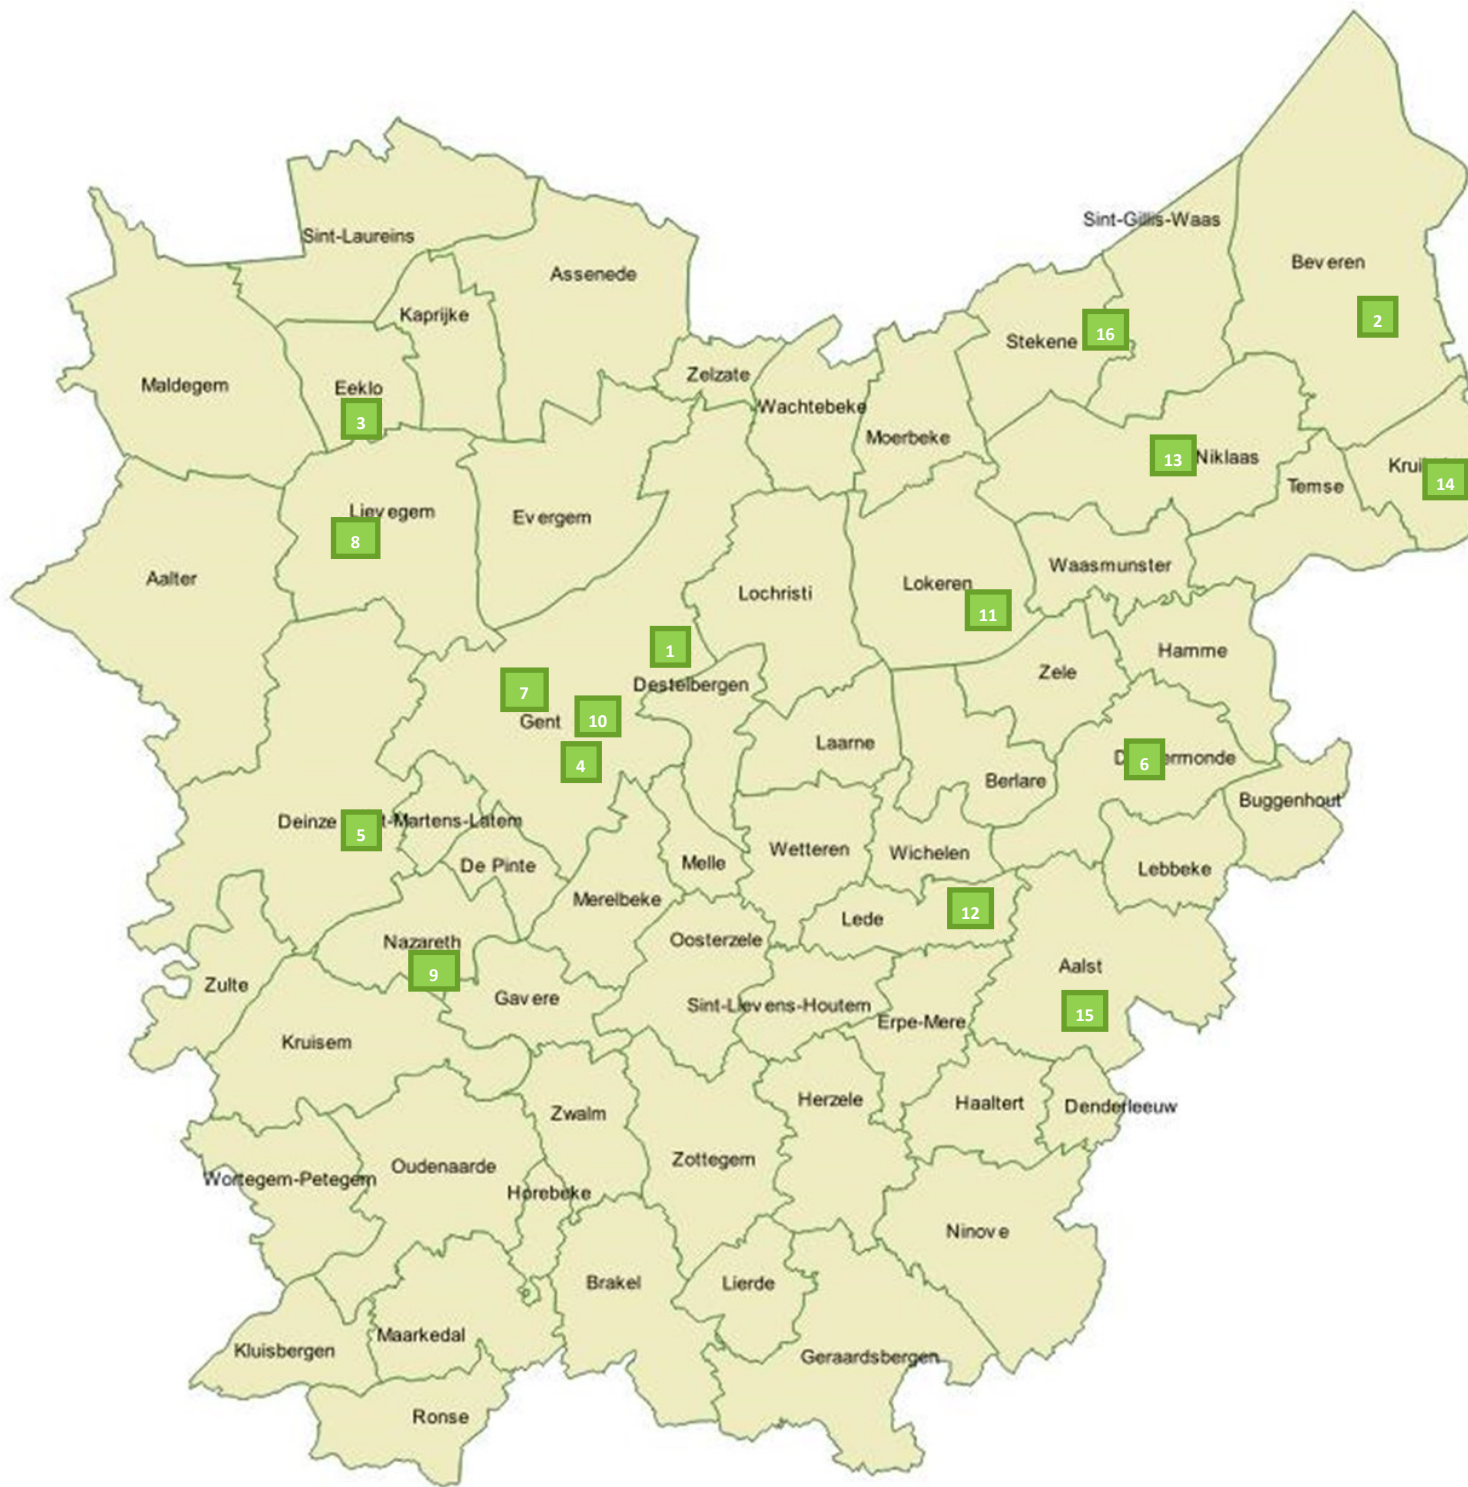 Sint-Gillis-Waas
Sint-Laureins
Beveren
Assenede
Kaprijke
2
16
Stekene
Zelzate
Maldegem
Eeklo
Wachtebeke
3
Moerbeke
13
Niklaas
Temse
14
Lievegem
Evergem
8
Waasmunster
Aalter
Lokeren
Lochristi
11
1
Hamme
Zele
Destelbergen
7
10
Gent
Laarne
4
6
ermonde
Berlare
Buggenhout
Deinze
5
t-Martens-Latem
Wetteren
Wichelen
De Pinte
Melle
Lebbeke
Merelbeke
12
Lede
Nazareth
Oosterzele
9
Aalst
Zulte
Gavere
Sint-Lievens-Houtem
15
Erpe-Mere
Kruisem
Herzele
Haaltert
Denderleeuw
Zwalm
Zottegem
Oudenaarde
Wortegem-Petegem
Horebeke
Ninove
Brakel
Lierde
Maarkedal
Kluisbergen
Geraardsbergen
Ronse